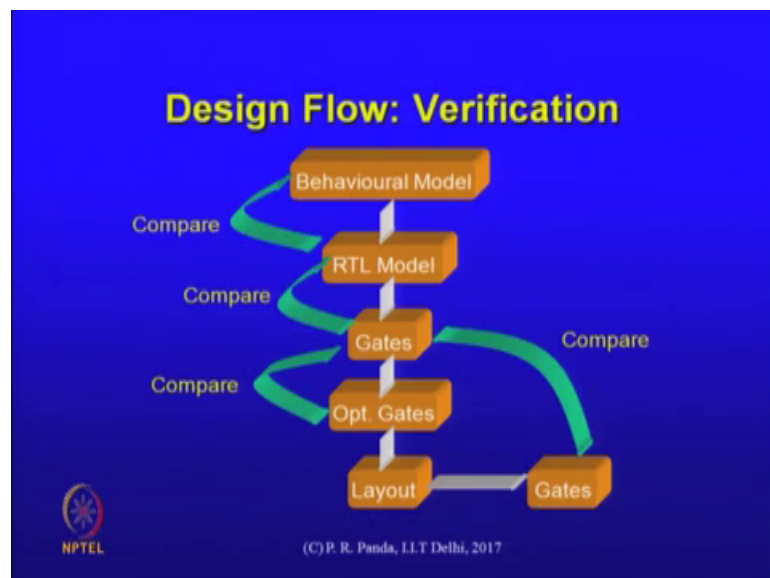 Design Flow: Verification
Behavioural Model
Compare
RTL Model
Compare
Gates
Compare
Compare
Opt. Gates
Layout
Gates
NPTEL
(C) P. R. Panda, I.I.T Delhi, 2017